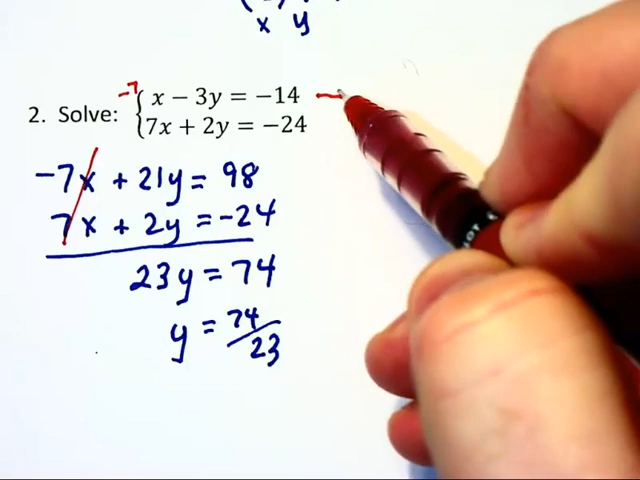 x y
-7
2. Solve: { x − 3y = −14
7x + 2y = −24
-7x + 21y = 98
7x + 2y = -24
23y = 74
y = 74/23